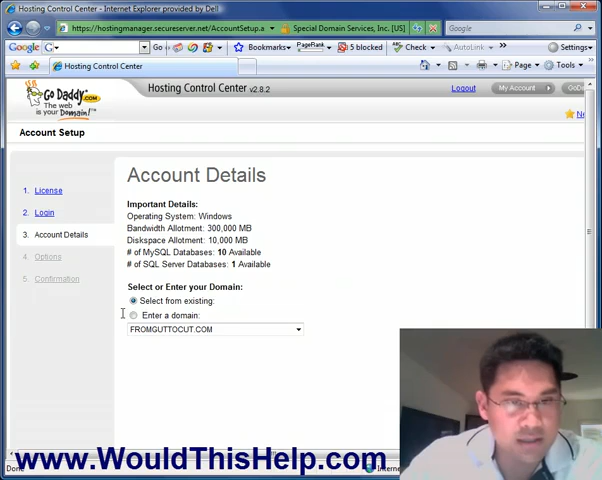 Hosting Control Center - Internet Explorer provided by Dell
https://hostingmanager.secureserver.net/AccountSetup.a
Special Domain Services, Inc. [US]
Google
Google
Go
Bookmarks
PageRank
5 blocked
Check
AutoLink
Settings
Hosting Control Center
Page
Tools
Go Daddy.COM
The web is your Domain!
Hosting Control Center v2.8.2
Logout
My Account
Account Setup
1. License
2. Login
3. Account Details
4. Options
5. Confirmation
Account Details
Important Details:
Operating System: Windows
Bandwidth Allotment: 300,000 MB
Diskspace Allotment: 10,000 MB
# of MySQL Databases: 10 Available
# of SQL Server Databases: 1 Available
Select or Enter your Domain:
Select from existing:
Enter a domain:
FROMGUTTOCUT.COM
www.WouldThisHelp.com